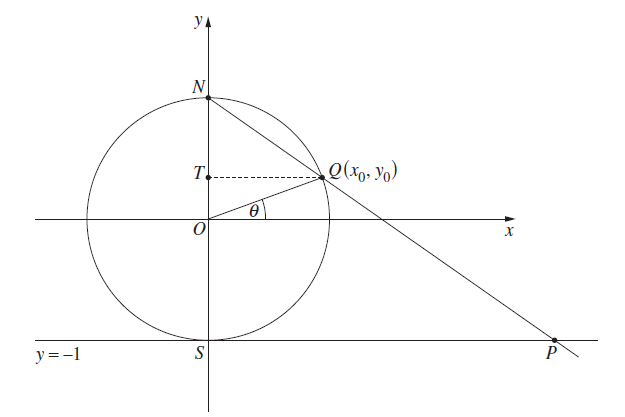 y
N
T
Q(x₀, y₀)
θ
O
x
y = –1
S
P